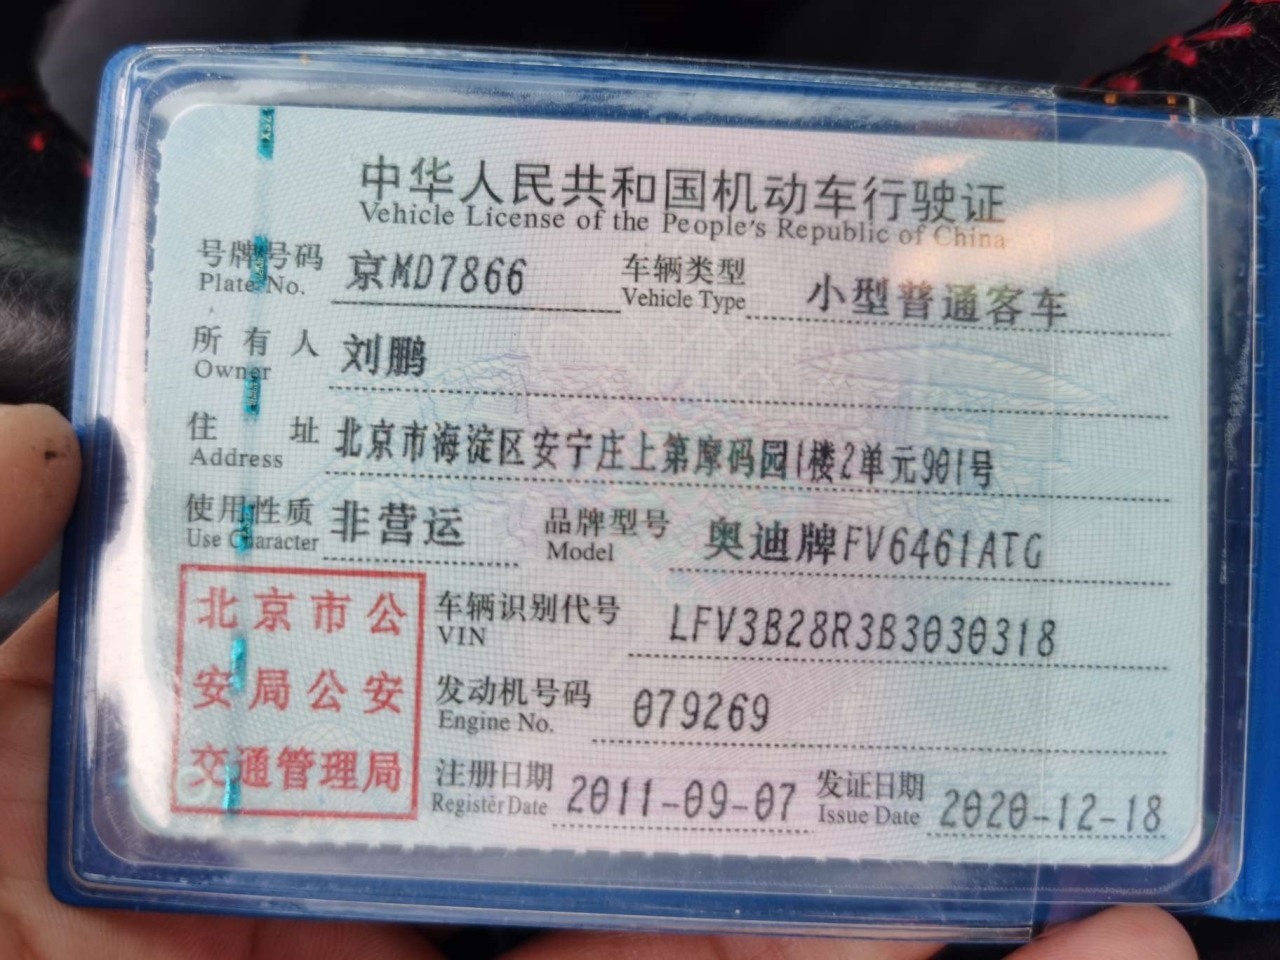 中华人民共和国机动车行驶证
Vehicle License of the People's Republic of China
号牌号码 京MD7866 车辆类型 小型普通客车
Plate No. Vehicle Type
所有人 刘鹏
Owner
住址 北京市海淀区安宁庄上第摩码园1楼2单元901号
Address
使用性质 非营运 品牌型号 奥迪牌FV6461ATG
Use Character Model
北京市公
安局公安
交通管理局
车辆识别代号 LFV3B28R3B3030318
VIN
发动机号码 079269
Engine No.
注册日期 2011-09-07 发证日期 2020-12-18
Register Date Issue Date